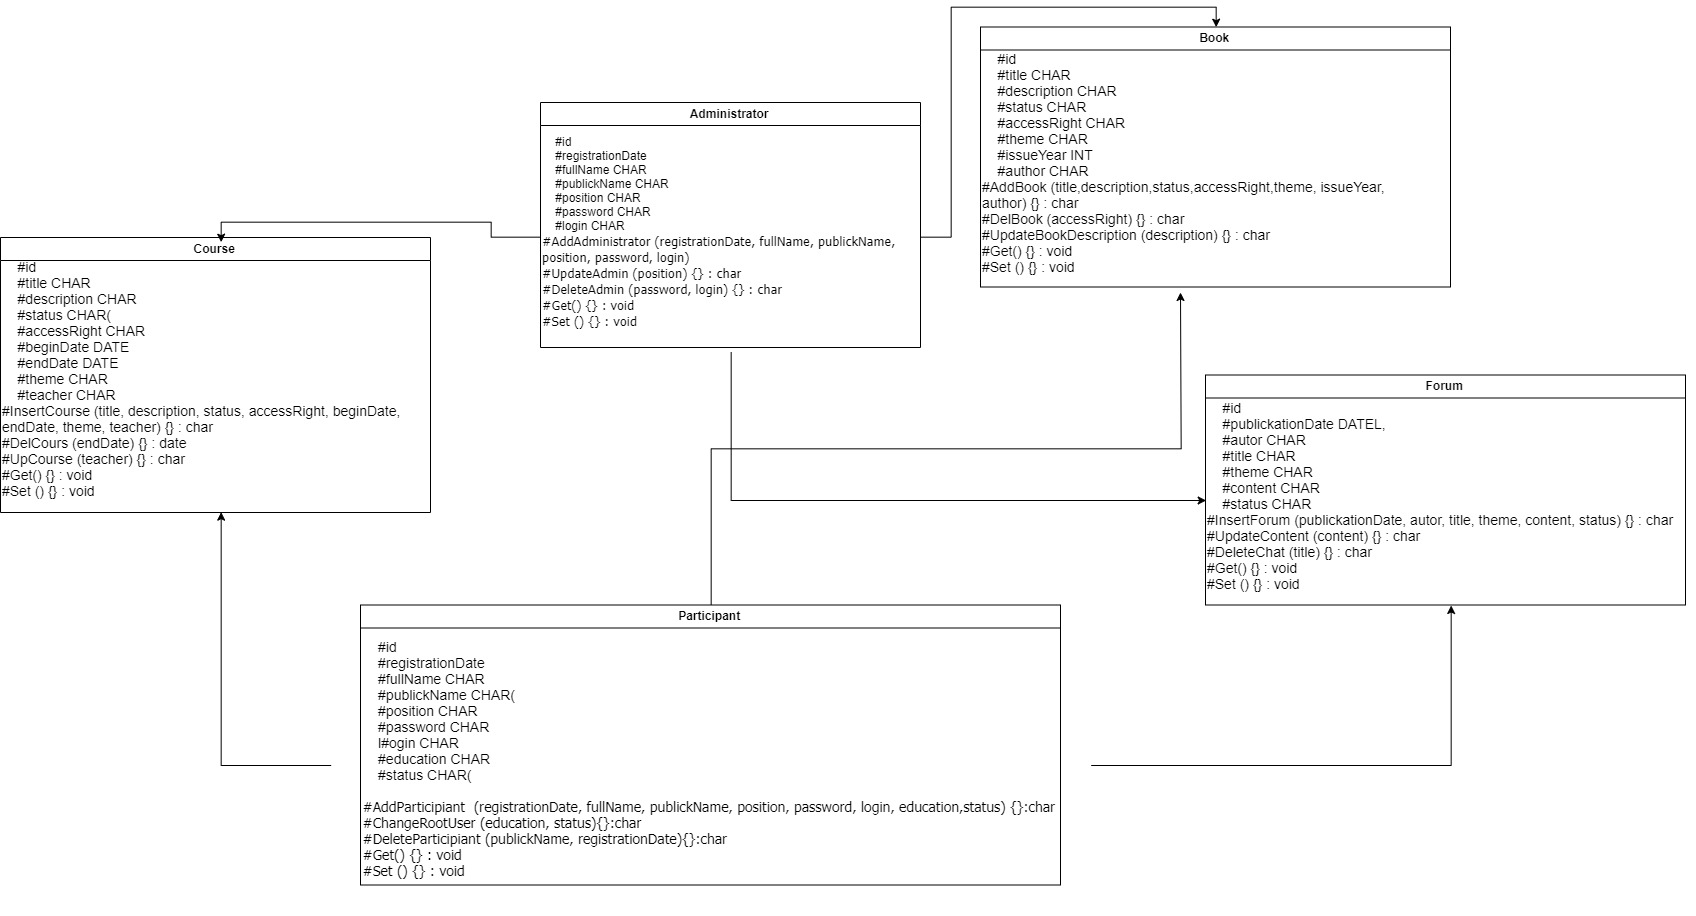 Book
#id
#title CHAR
#description CHAR
#status CHAR
#accessRight CHAR
#theme CHAR
#issueYear INT
#author CHAR
#AddBook (title,description,status,accessRight,theme, issueYear,
author) {} : char
#DelBook (accessRight) {} : char
#UpdateBookDescription (description) {} : char
#Get() {} : void
#Set () {} : void
Administrator
#id
#registrationDate
#fullName CHAR
#publickName CHAR
#position CHAR
#password CHAR
#login CHAR
#AddAdministrator (registrationDate, fullName, publickName,
position, password, login)
#UpdateAdmin (position) {} : char
#DeleteAdmin (password, login) {} : char
#Get() {} : void
#Set () {} : void
Course
#id
#title CHAR
#description CHAR
#status CHAR(
#accessRight CHAR
#beginDate DATE
#endDate DATE
#theme CHAR
#teacher CHAR
#InsertCourse (title, description, status, accessRight, beginDate,
endDate, theme, teacher) {} : char
#DelCours (endDate) {} : date
#UpCourse (teacher) {} : char
#Get() {} : void
#Set () {} : void
Forum
#id
#publickationDate DATEL,
#autor CHAR
#title CHAR
#theme CHAR
#content CHAR
#status CHAR
#InsertForum (publickationDate, autor, title, theme, content, status) {} : char
#UpdateContent (content) {} : char
#DeleteChat (title) {} : char
#Get() {} : void
#Set () {} : void
Participant
#id
#registrationDate
#fullName CHAR
#publickName CHAR(
#position CHAR
#password CHAR
l#ogin CHAR
#education CHAR
#status CHAR(
#AddParticipiant  (registrationDate, fullName, publickName, position, password, login, education,status) {}:char
#ChangeRootUser (education, status){}:char
#DeleteParticipiant (publickName, registrationDate){}:char
#Get() {} : void
#Set () {} : void